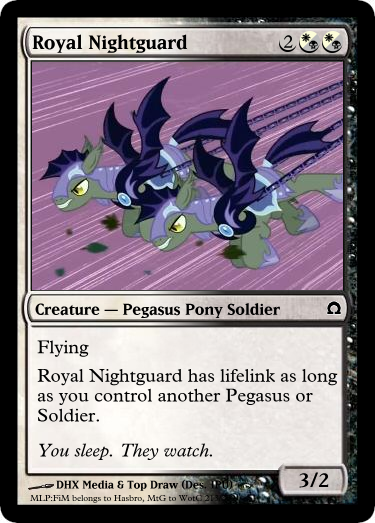 Royal Nightguard 2
Creature — Pegasus Pony Soldier
Flying
Royal Nightguard has lifelink as long
as you control another Pegasus or
Soldier.
You sleep. They watch.
DHX Media & Top Draw (Des.
3/2
MLP:FiM belongs to Hasbro, MtG to WotC